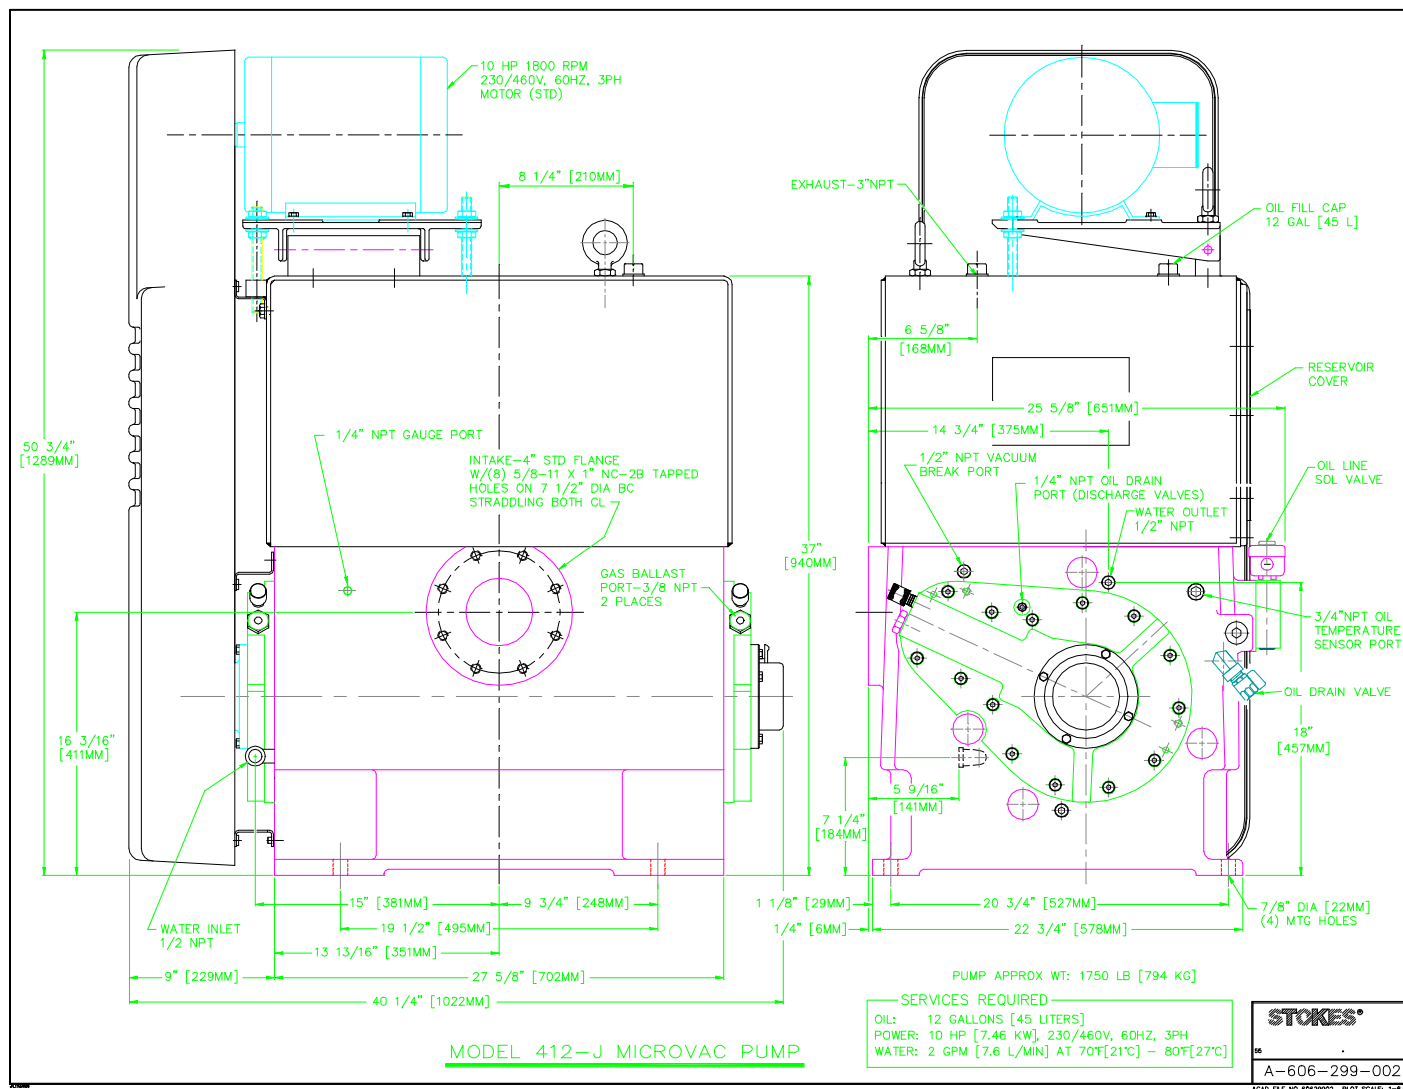 10 HP 1800 RPM
230/460V, 60HZ, 3PH
MOTOR (STD)
8 1/4" [210MM]
EXHAUST-3"NPT
OIL FILL CAP
12 GAL [45 L]
6 5/8"
[168MM]
RESERVOIR
COVER
25 5/8" [651MM]
14 3/4" [375MM]
50 3/4"
[1289MM]
1/4" NPT GAUGE PORT
INTAKE-4" STD FLANGE
W/(8) 5/8-11 X 1" NC-2B TAPPED
HOLES ON 7 1/2" DIA BC
STRADDLING BOTH CL
1/2" NPT VACUUM
BREAK PORT
1/4" NPT OIL DRAIN
PORT (DISCHARGE VALVES)
WATER OUTLET
1/2" NPT
OIL LINE
SOL VALVE
37"
[940MM]
GAS BALLAST
PORT-3/8 NPT
2 PLACES
3/4"NPT OIL
TEMPERATURE
SENSOR PORT
OIL DRAIN VALVE
16 3/16"
[411MM]
18"
[457MM]
5 9/16"
[141MM]
7 1/4"
[184MM]
WATER INLET
1/2 NPT
15" [381MM]
9 3/4" [248MM]
19 1/2" [495MM]
13 13/16" [351MM]
9" [229MM]
27 5/8" [702MM]
40 1/4" [1022MM]
1 1/8" [29MM]
20 3/4" [527MM]
1/4" [6MM]
22 3/4" [578MM]
7/8" DIA [22MM]
(4) MTG HOLES
PUMP APPROX WT: 1750 LB [794 KG]
SERVICES REQUIRED
OIL: 12 GALLONS [45 LITERS]
POWER: 10 HP [7.46 KW], 230/460V, 60HZ, 3PH
WATER: 2 GPM [7.6 L/MIN] AT 70°F[21°C] - 80°F[27°C]
MODEL 412-J MICROVAC PUMP
STOKES®
A-606-299-002